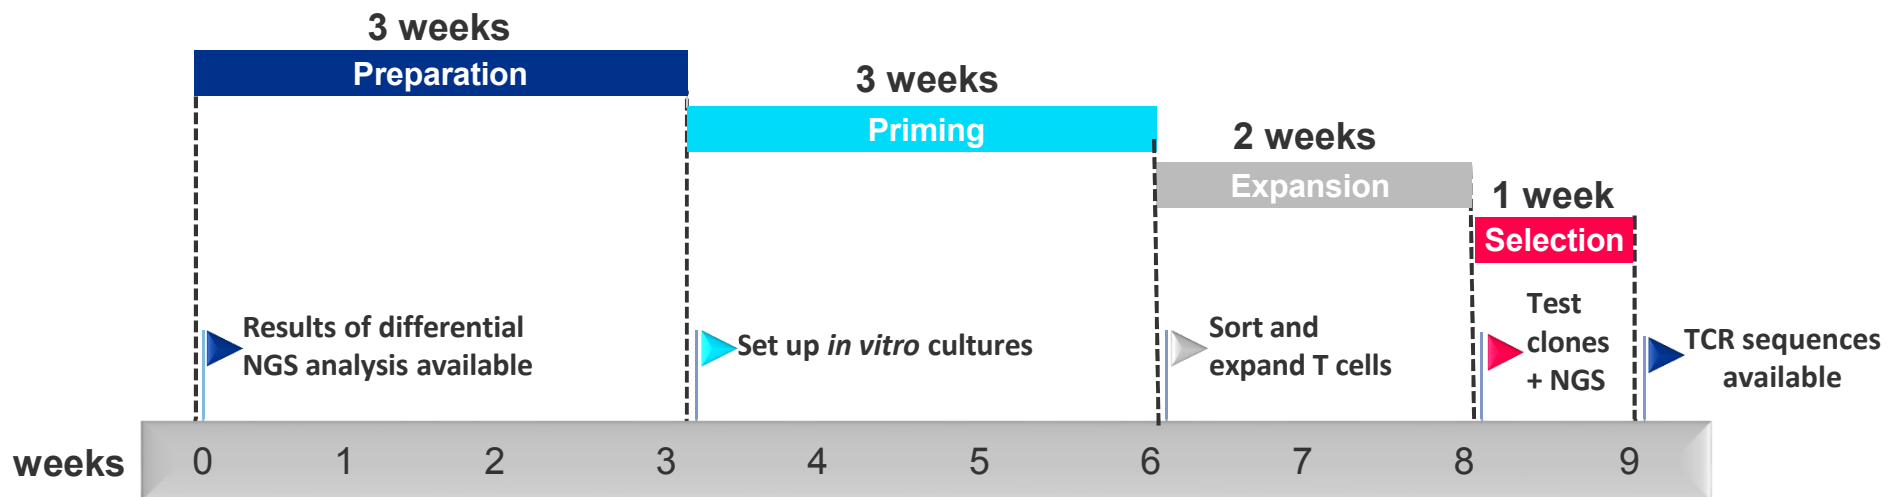 3 weeks
Preparation
3 weeks
Priming
2 weeks
Expansion
1 week
Selection
Results of differential
NGS analysis available
Set up in vitro cultures
Sort and
expand T cells
Test
clones
+ NGS
TCR sequences
available
weeks 0 1 2 3 4 5 6 7 8 9